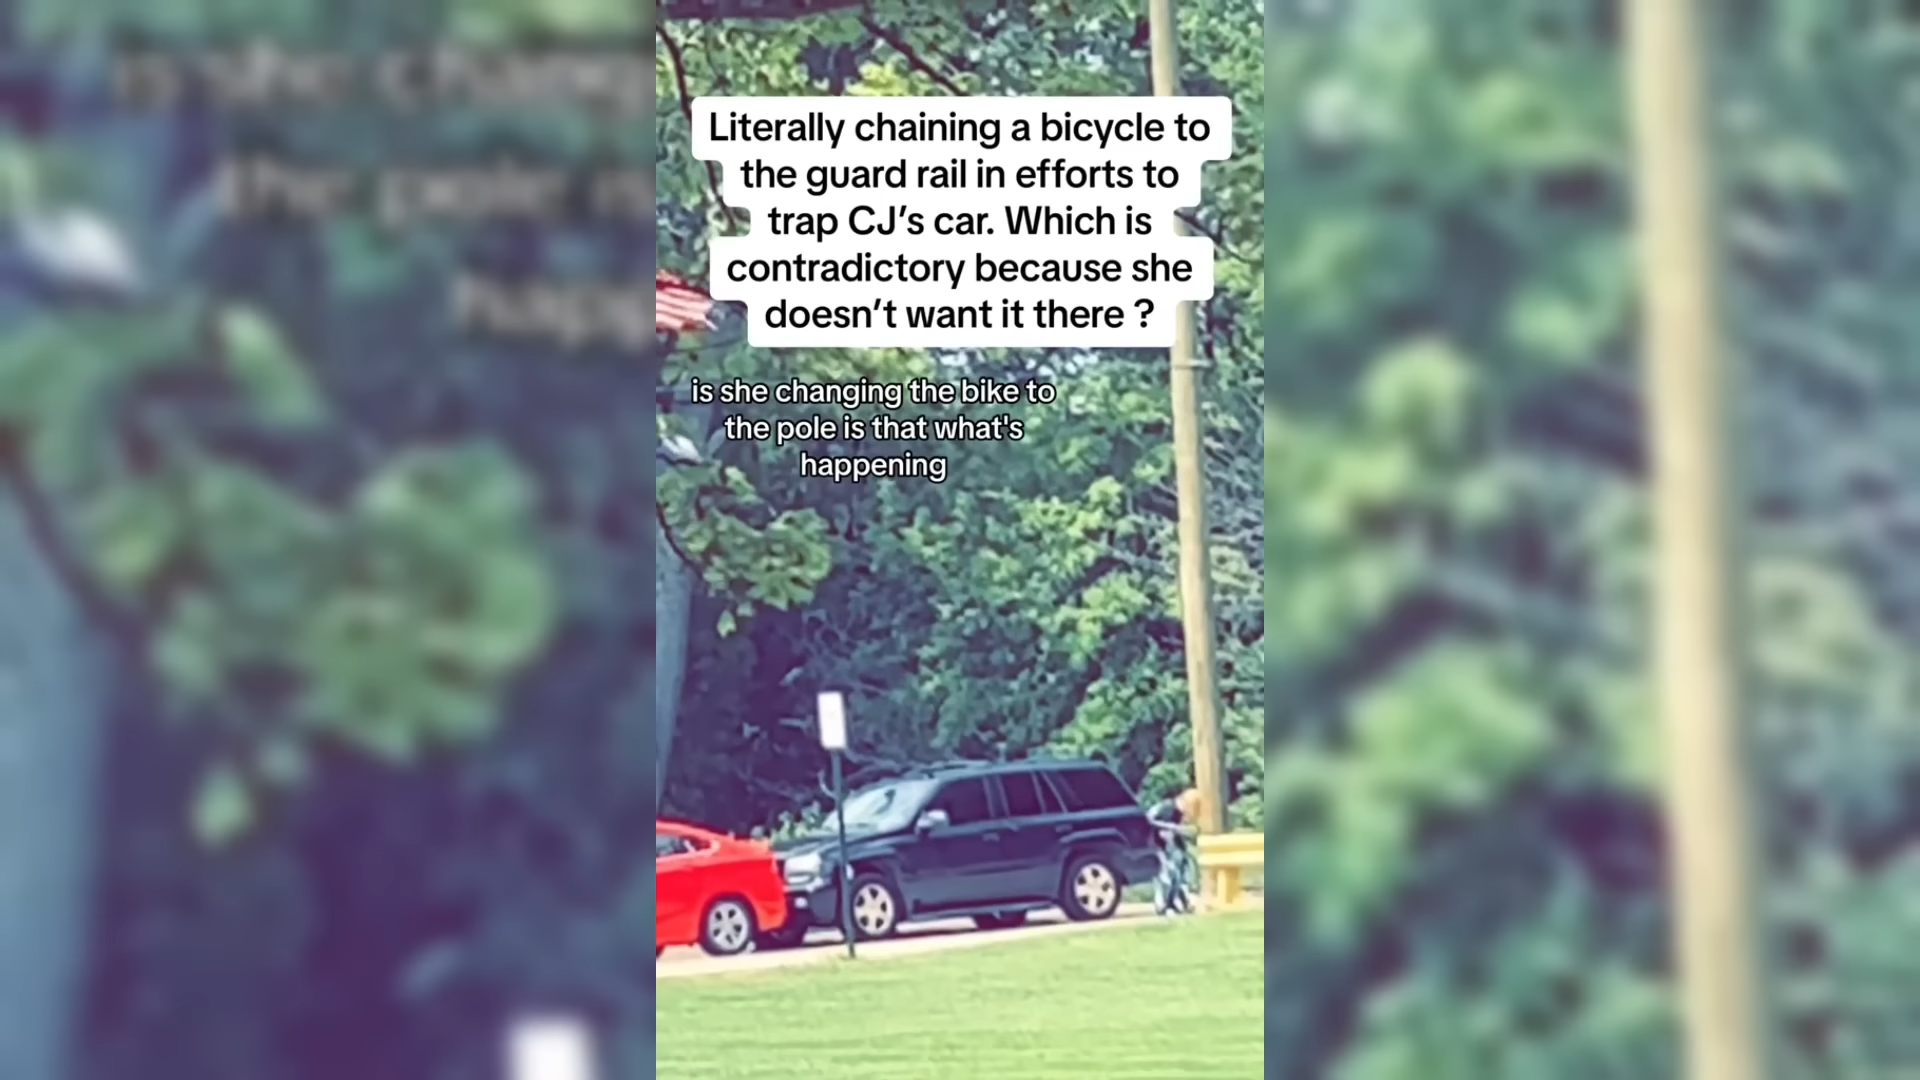 Literally chaining a bicycle to
the guard rail in efforts to
trap CJ’s car. Which is
contradictory because she
doesn’t want it there ?
is she changing the bike to
the pole is that what's
happening